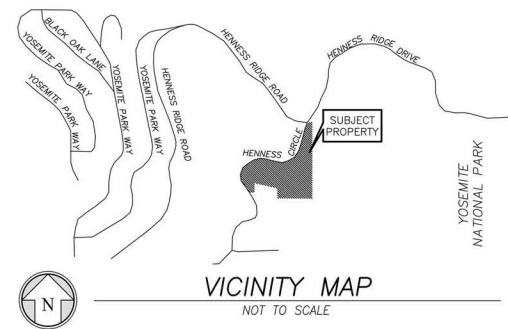 BLACK OAK LANE
YOSEMITE PARK WAY
YOSEMITE PARK WAY
YOSEMITE PARK WAY
YOSEMITE PARK WAY
HENNESS RIDGE ROAD
HENNESS RIDGE ROAD
HENNESS RIDGE DRIVE
HENNESS CIRCLE
SUBJECT
PROPERTY
YOSEMITE
NATIONAL PARK
N
VICINITY MAP
NOT TO SCALE